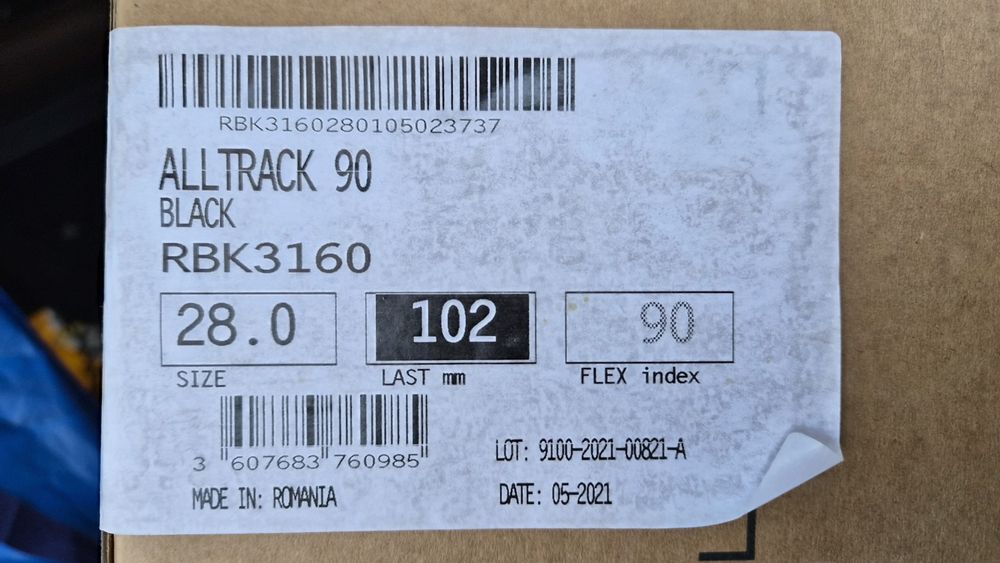 RBK3160280105023737
ALLTRACK 90
BLACK
RBK3160
28.0 102 90
SIZE LAST mm FLEX index
3 607683 760985
LOT: 9100-2021-00821-A
MADE IN: ROMANIA DATE: 05-2021